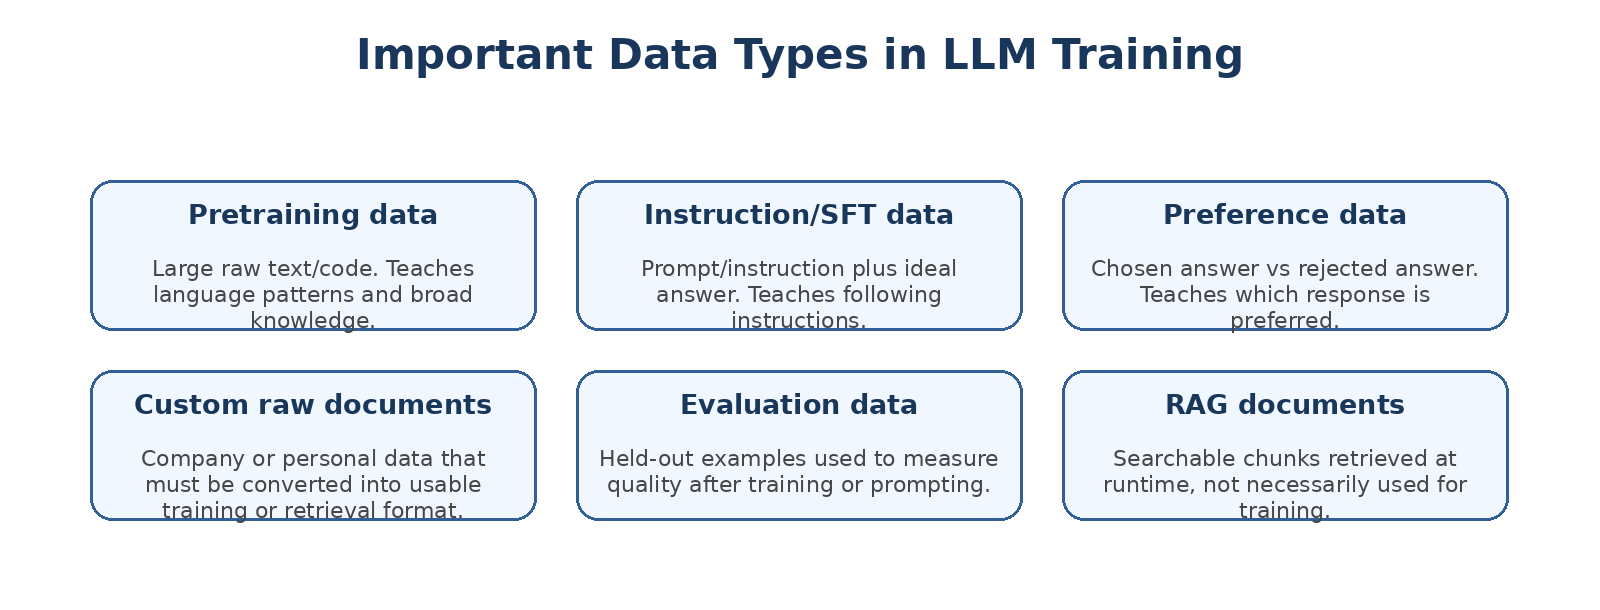 Important Data Types in LLM Training
Pretraining data
Large raw text/code. Teaches
language patterns and broad
knowledge.
Instruction/SFT data
Prompt/instruction plus ideal
answer. Teaches following
instructions.
Preference data
Chosen answer vs rejected answer.
Teaches which response is
preferred.
Custom raw documents
Company or personal data that
must be converted into usable
training or retrieval format.
Evaluation data
Held-out examples used to measure
quality after training or prompting.
RAG documents
Searchable chunks retrieved at
runtime, not necessarily used for
training.